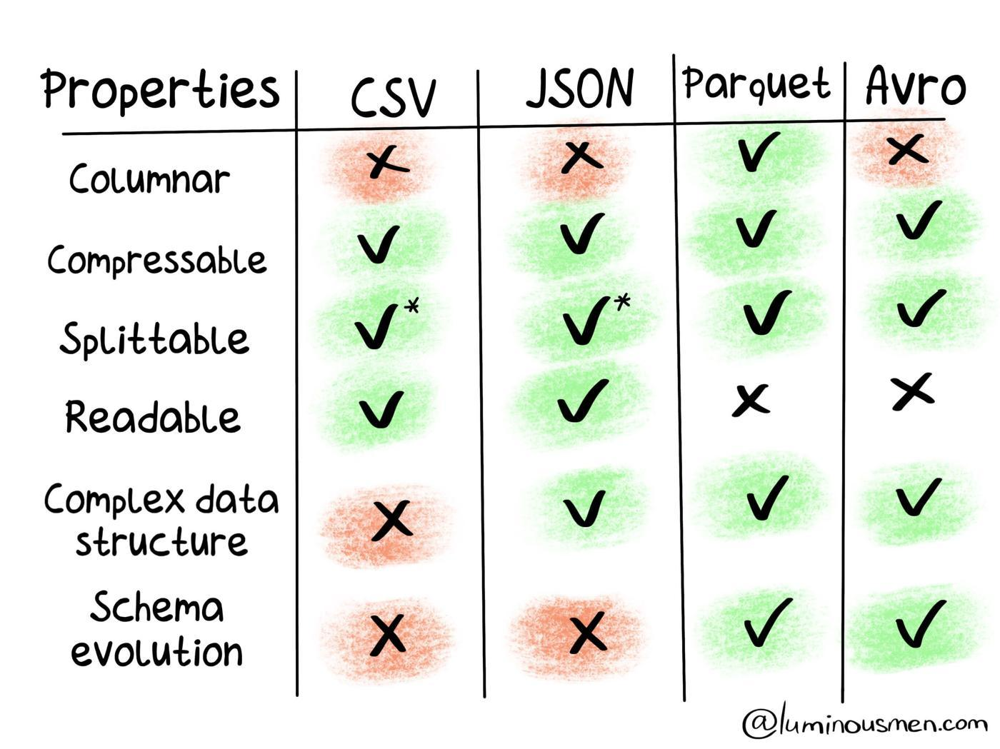 Properties CSV JSON Parquet Avro
Columnar ✗ ✗ ✓ ✗
Compressable ✓ ✓ ✓ ✓
Splittable ✓* ✓* ✓ ✓
Readable ✓ ✓ ✗ ✗
Complex data
structure ✗ ✓ ✓ ✓
Schema
evolution ✗ ✗ ✓ ✓
@luminousmen.com